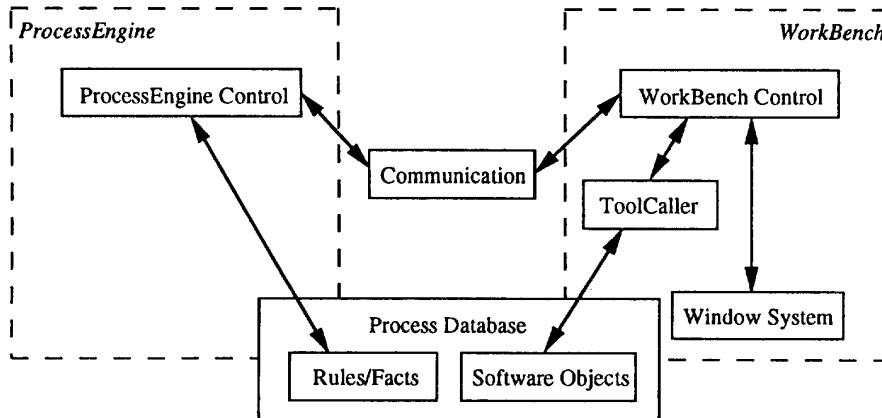 ProcessEngine
WorkBench
ProcessEngine Control
WorkBench Control
Communication
ToolCaller
Process Database
Window System
Rules/Facts
Software Objects